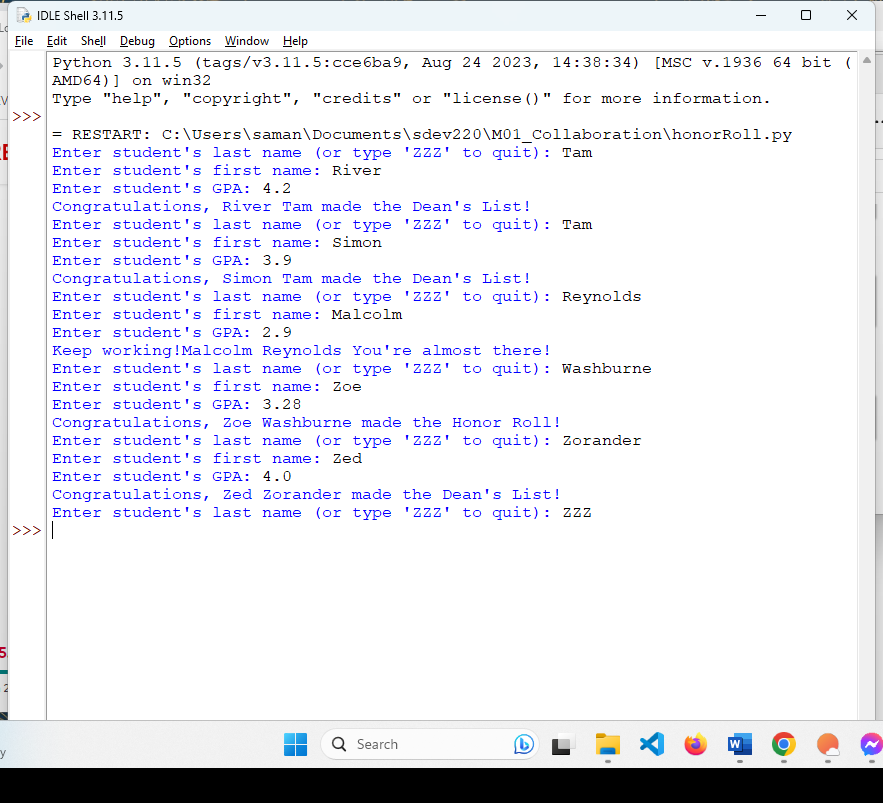 IDLE Shell 3.11.5
File Edit Shell Debug Options Window Help
Python 3.11.5 (tags/v3.11.5:cce6ba9, Aug 24 2023, 14:38:34) [MSC v.1936 64 bit (
AMD64)] on win32
Type "help", "copyright", "credits" or "license()" for more information.
>>>
= RESTART: C:\Users\saman\Documents\sdev220\M01_Collaboration\honorRoll.py
Enter student's last name (or type 'ZZZ' to quit): Tam
Enter student's first name: River
Enter student's GPA: 4.2
Congratulations, River Tam made the Dean's List!
Enter student's last name (or type 'ZZZ' to quit): Tam
Enter student's first name: Simon
Enter student's GPA: 3.9
Congratulations, Simon Tam made the Dean's List!
Enter student's last name (or type 'ZZZ' to quit): Reynolds
Enter student's first name: Malcolm
Enter student's GPA: 2.9
Keep working!Malcolm Reynolds You're almost there!
Enter student's last name (or type 'ZZZ' to quit): Washburne
Enter student's first name: Zoe
Enter student's GPA: 3.28
Congratulations, Zoe Washburne made the Honor Roll!
Enter student's last name (or type 'ZZZ' to quit): Zorander
Enter student's first name: Zed
Enter student's GPA: 4.0
Congratulations, Zed Zorander made the Dean's List!
Enter student's last name (or type 'ZZZ' to quit): ZZZ
>>>
Search